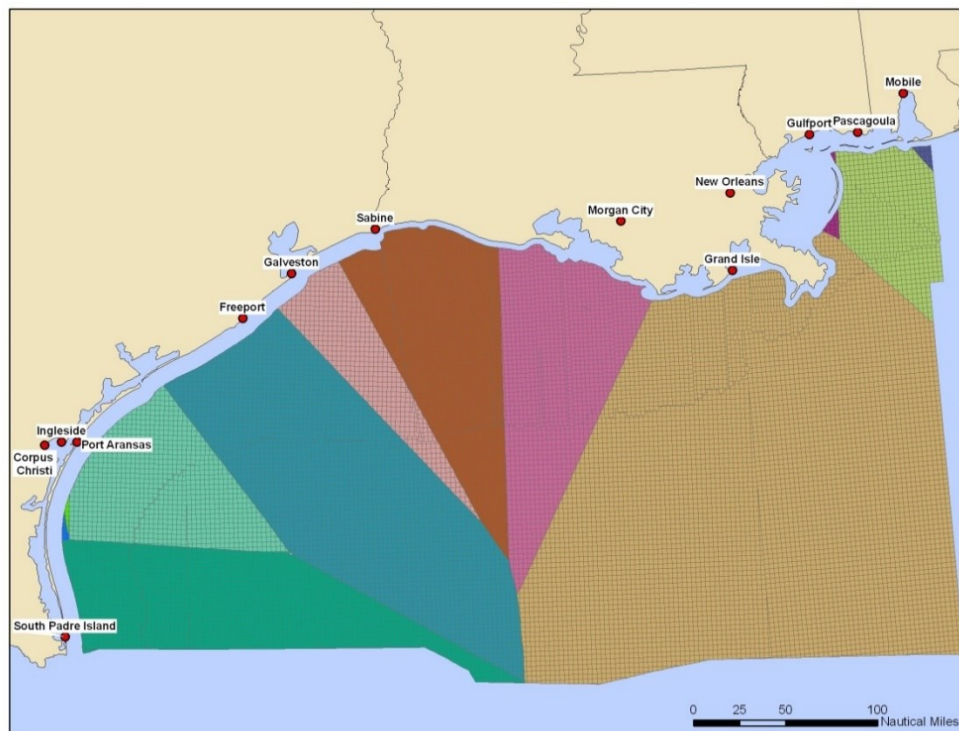 Mobile
Gulfport
Pascagoula
New Orleans
Morgan City
Sabine
Grand Isle
Galveston
Freeport
Ingleside
Port Aransas
Corpus
Christi
South Padre Island
0 25 50 100
Nautical Miles